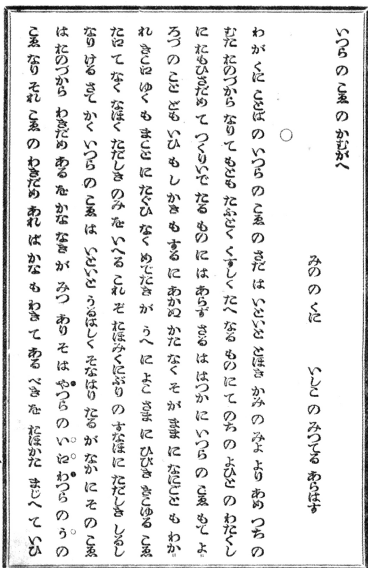 いつらの こゑの かむがへ
みのの くに いしこの みつてる あらはす
○
わが くに ことばの いつらの こゑの さだは いといと とほき かみの みよより あめ つちの
むた おのづから なりて もとも たふとく くすしく たへなる ものにて のちの よひとの わたくし
に おもひさだめて つくりいでたる ものには あらず さるは はつかに いつらの こゑもて よ
ろづの ことども いひもし かきも するに あかぬ かたなく そがままに なにごとも わか
れ きこ𛀁ゆくも まことに たぐひなく めでたきが うへに よこさまに ひびき きこゆる こゑ
た𛀁て なく なほく ただしきのみを いへる これぞ おほみくにぶりの すなほに ただしき しるし
なりける さて かく いつらの こゑは いといと うるはしく そなはりたるが なかに その こゑ
は おのづから わきだめ あるを かな なきが みつ ありそは やつらの い 𛀁 わつらの うの
こゑなり それ こゑの わきだめ あれば かなも わきて あるべきを おほかた まじへて いひ